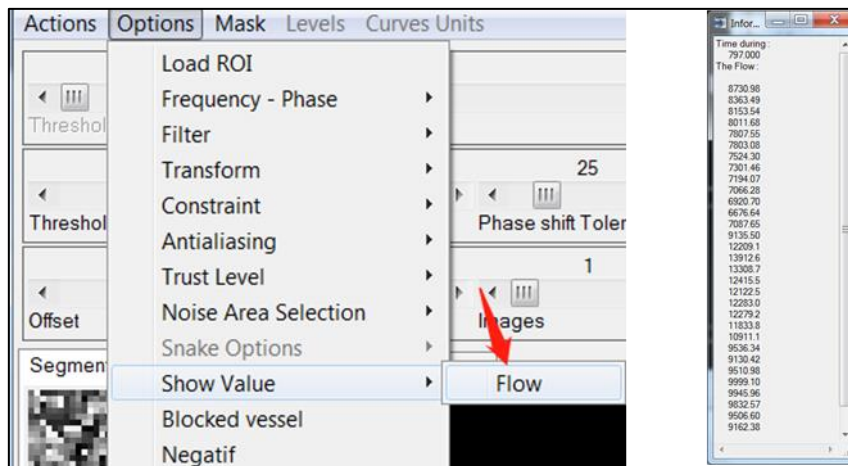 Actions Options Mask Levels Curves Units
Load ROI
Frequency - Phase
Filter
Threshol
Transform
25
Constraint
Threshol
Phase shift Toler
Antialiasing
1
Trust Level
Noise Area Selection
Offset
Images
Snake Options
Segmen
Show Value
Flow
Blocked vessel
Negatif
Infor...
Time during :
797.000
The Flow :
8730.98
8363.49
8153.54
8011.68
7807.55
7803.08
7524.30
7301.46
7194.07
7066.28
6920.70
6676.64
7087.65
9135.50
12209.1
13912.6
13308.7
12415.5
12122.5
12283.0
12279.2
11833.8
10911.1
9536.34
9130.42
9510.98
9999.10
9945.96
9832.57
9506.60
9162.38